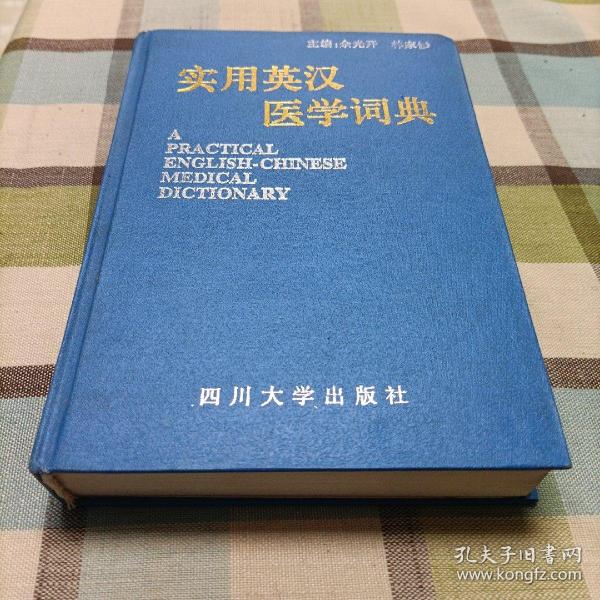 主编：余光开
实用英汉
医学词典
A
PRACTICAL
ENGLISH-CHINESE
MEDICAL
DICTIONARY
四川大学出版社
孔夫子旧书网
www.kongfz.com